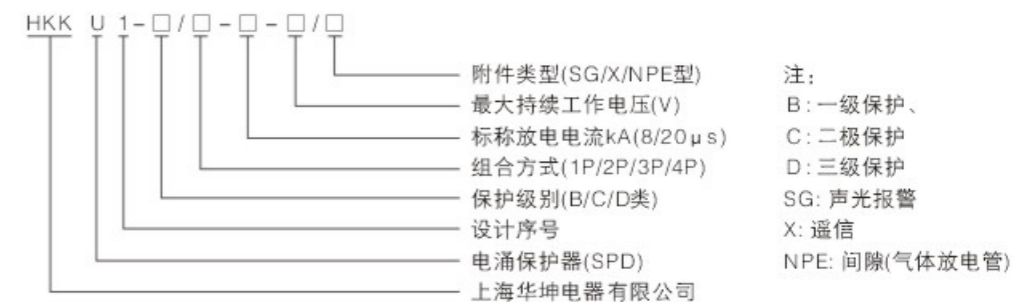 HKK U 1-□/□-□-□/□
附件类型(SG/X/NPE型)
最大持续工作电压(V)
标称放电电流kA(8/20μs)
组合方式(1P/2P/3P/4P)
保护级别(B/C/D类)
设计序号
电涌保护器(SPD)
上海华坤电器有限公司
注:
B:一级保护、
C:二极保护
D:三级保护
SG: 声光报警
X: 遥信
NPE: 间隙(气体放电管)